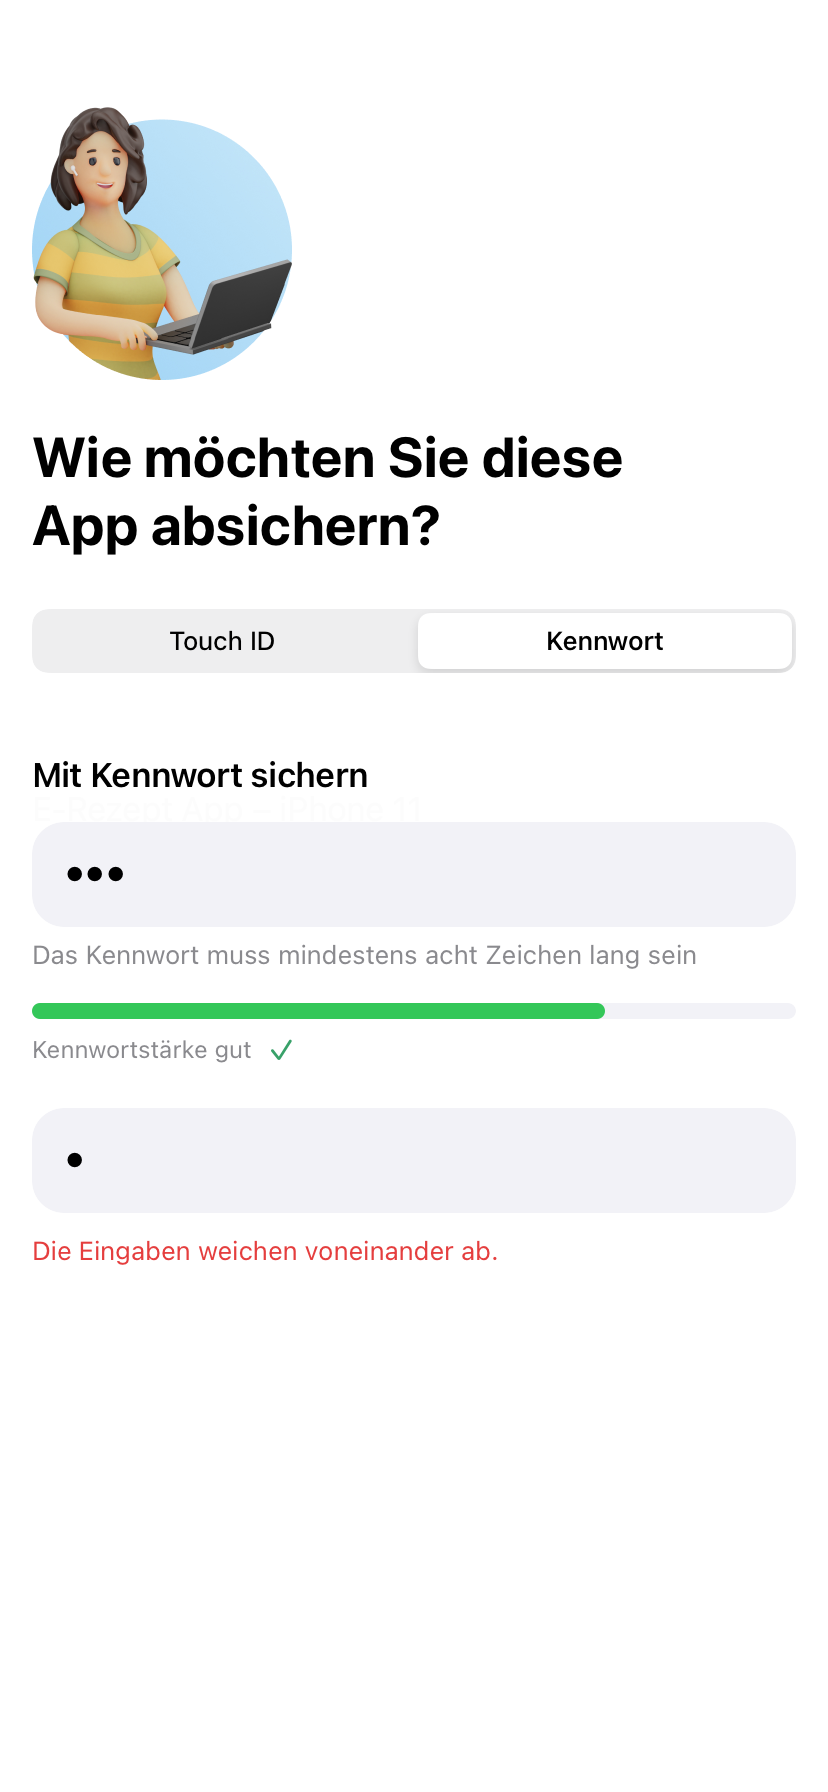 Wie möchten Sie diese
App absichern?
Touch ID
Kennwort
Mit Kennwort sichern
E-Rezept App – iPhone 11
•••
Das Kennwort muss mindestens acht Zeichen lang sein
Kennwortstärke gut ✓
•
Die Eingaben weichen voneinander ab.